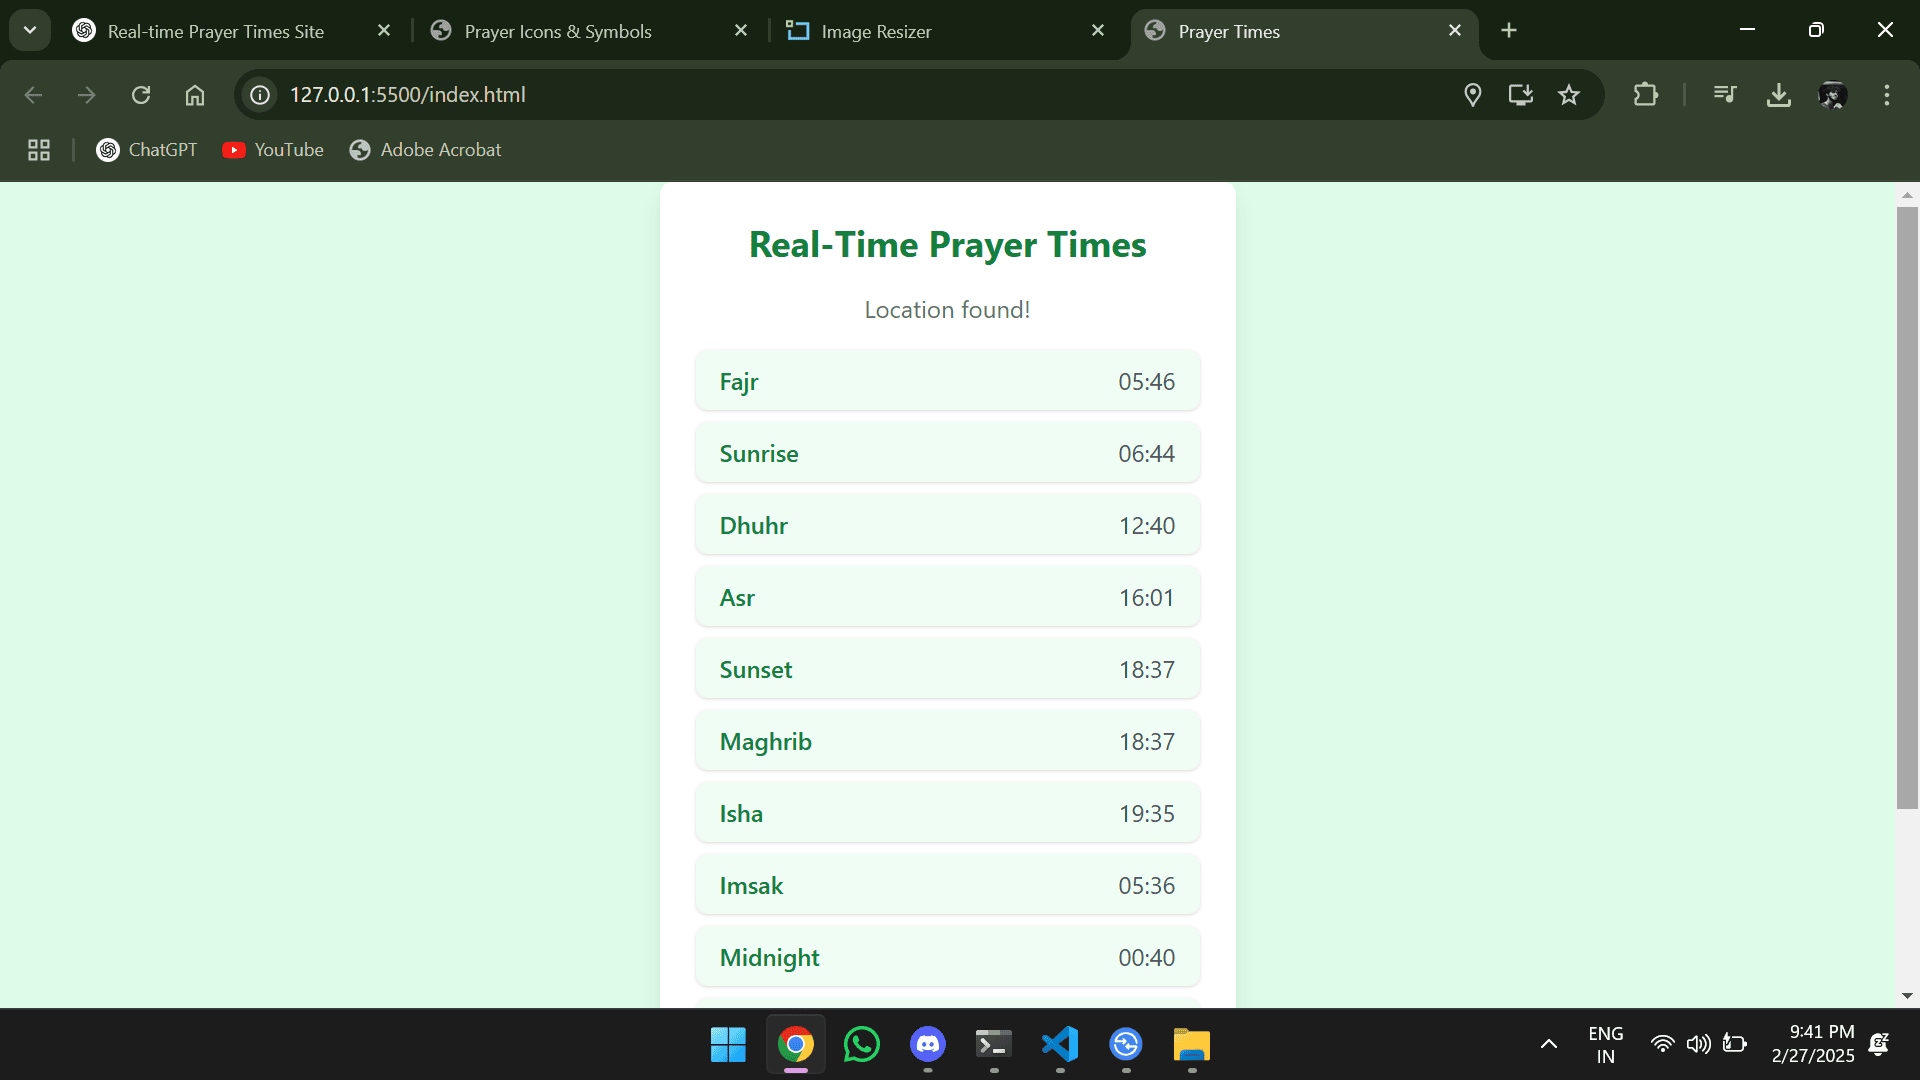 Real-time Prayer Times Site
Prayer Icons & Symbols
Image Resizer
Prayer Times
127.0.0.1:5500/index.html
ChatGPT
YouTube
Adobe Acrobat
Real-Time Prayer Times
Location found!
Fajr 05:46
Sunrise 06:44
Dhuhr 12:40
Asr 16:01
Sunset 18:37
Maghrib 18:37
Isha 19:35
Imsak 05:36
Midnight 00:40
ENG
IN
9:41 PM
2/27/2025